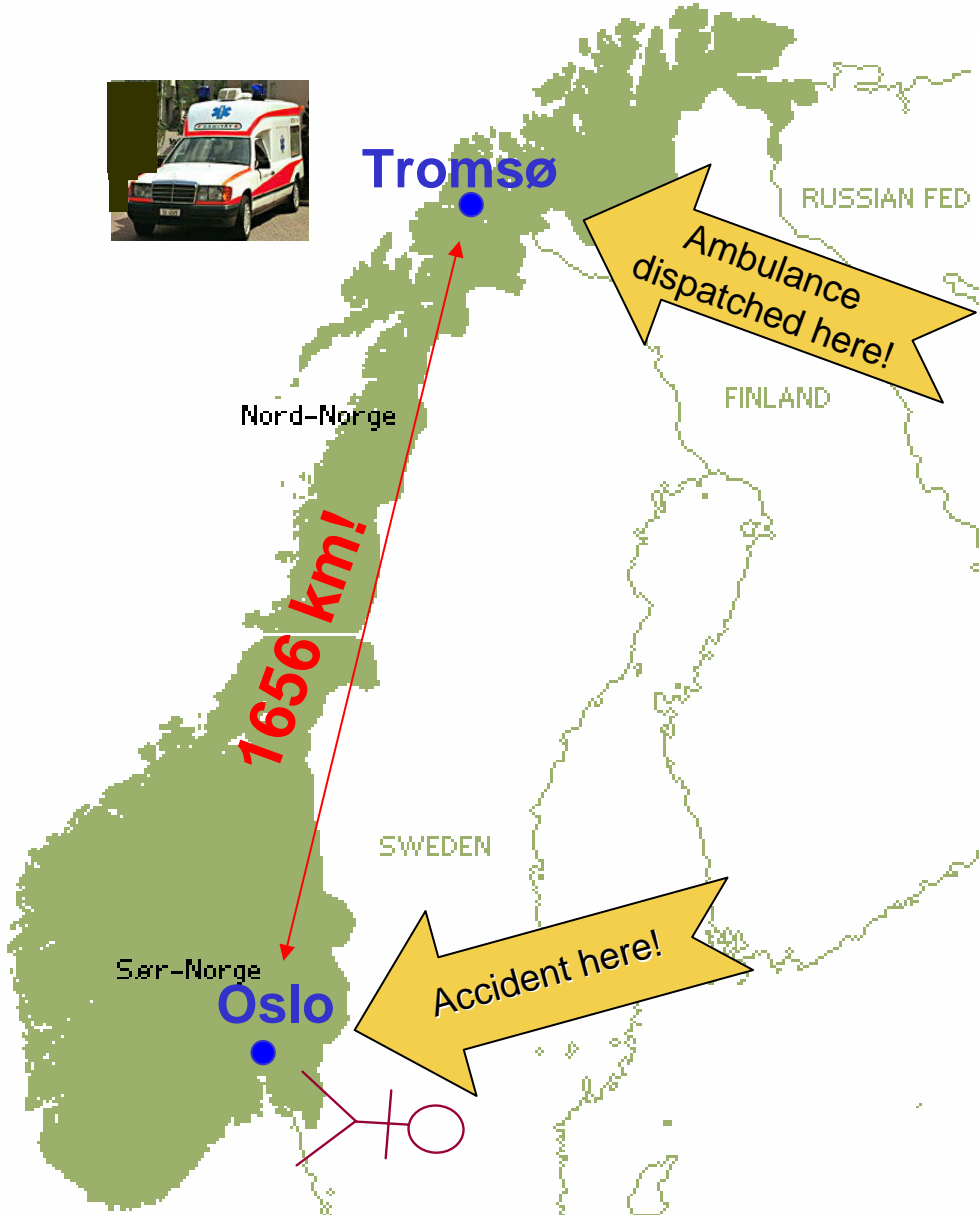 Tromsø
RUSSIAN FED
Ambulance
dispatched here!
FINLAND
Nord-Norge
1656 km!
SWEDEN
Accident here!
Sør-Norge
Oslo